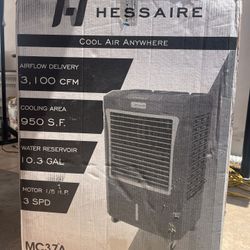 HESSAIRE
COOL AIR ANYWHERE
AIRFLOW DELIVERY
3,100 CFM
COOLING AREA
950 S.F.
WATER RESERVOIR
10.3 GAL
MOTOR 1/5 H.P.
3 SPD
MC37A